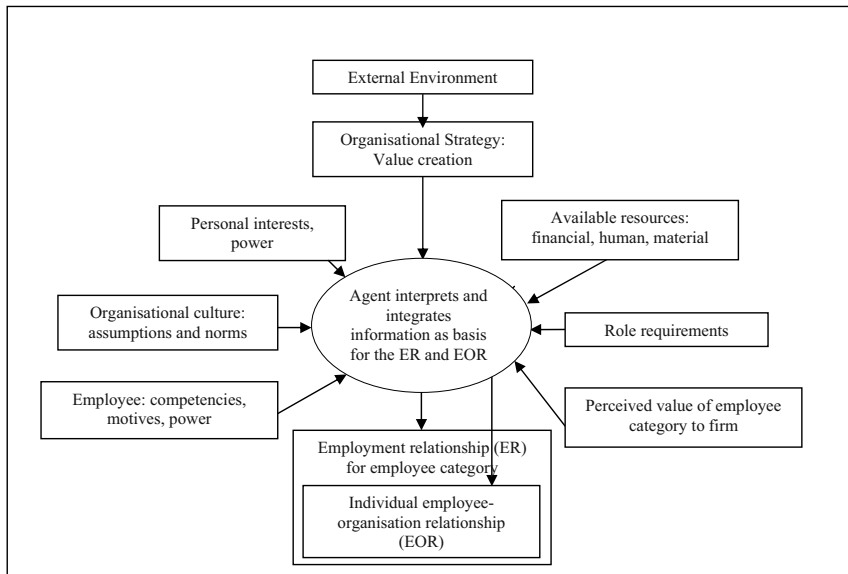 External Environment
Organisational Strategy:
Value creation
Personal interests,
power
Available resources:
financial, human, material
Organisational culture:
assumptions and norms
Agent interprets and
integrates
information as basis
for the ER and EOR
Role requirements
Employee: competencies,
motives, power
Perceived value of employee
category to firm
Employment relationship (ER)
for employee category
Individual employee-
organisation relationship
(EOR)